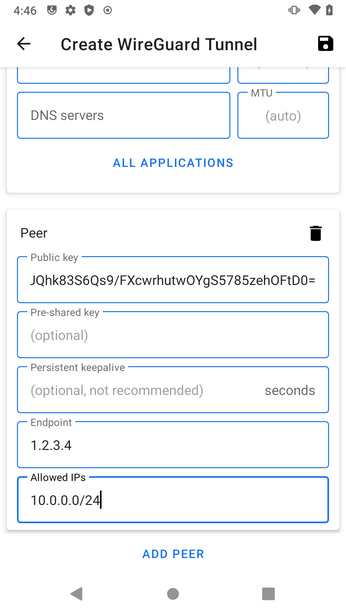 4:46
Create WireGuard Tunnel
MTU
DNS servers
(auto)
ALL APPLICATIONS
Peer
Public key
JQhk83S6Qs9/FXcwrhutwOYgS5785zehOFtD0=
Pre-shared key
(optional)
Persistent keepalive
(optional, not recommended) seconds
Endpoint
1.2.3.4
Allowed IPs
10.0.0.0/24
ADD PEER